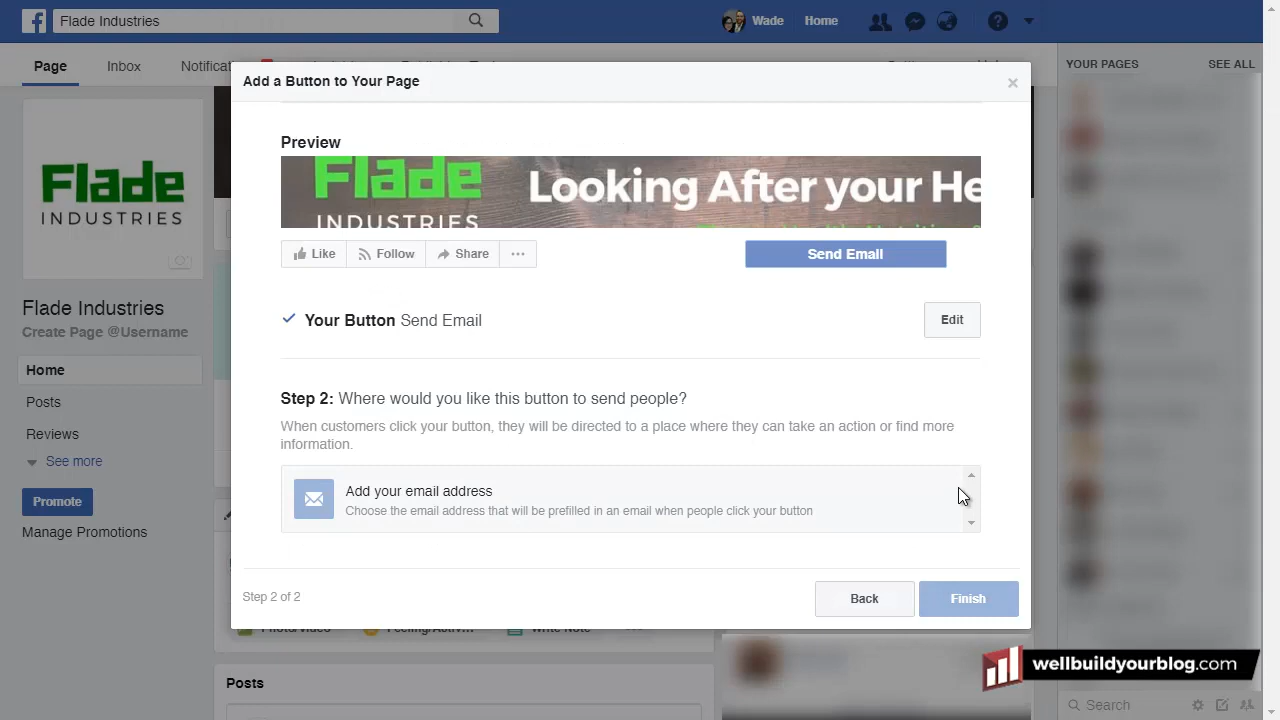 Flade Industries
Wade
Home
Page
Inbox
YOUR PAGES
SEE ALL
Add a Button to Your Page
×
Preview
Flade
INDUSTRIES
Looking After your He
Like
Follow
Share
Send Email
Your Button Send Email
Edit
Step 2: Where would you like this button to send people?
When customers click your button, they will be directed to a place where they can take an action or find more
information.
Add your email address
Choose the email address that will be prefilled in an email when people click your button
Step 2 of 2
Back
Finish
Flade
INDUSTRIES
Flade Industries
Create Page @Username
Home
Posts
Reviews
See more
Promote
Manage Promotions
Photo/Video
Write Note
Posts
wellbuildyourblog.com
Search